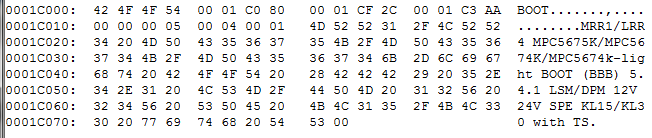 0001C000: 42 4F 4F 54 00 01 C0 80 00 01 CF 2C 00 01 C3 AA BOOT.......,....
0001C010: 00 00 00 05 00 04 00 01 4D 52 52 31 2F 4C 52 52 ........MRR1/LRR
0001C020: 34 20 4D 50 43 35 36 37 35 4B 2F 4D 50 43 35 36 4 MPC5675K/MPC56
0001C030: 37 34 4B 2F 4D 50 43 35 36 37 34 6B 2D 6C 69 67 74K/MPC5674k-lig
0001C040: 68 74 20 42 4F 4F 54 20 28 42 42 42 29 20 35 2E ht BOOT (BBB) 5.
0001C050: 34 2E 31 20 4C 53 4D 2F 44 50 4D 20 31 32 56 20 4.1 LSM/DPM 12V
0001C060: 32 34 56 20 53 50 45 20 4B 4C 31 35 2F 4B 4C 33 24V SPE KL15/KL3
0001C070: 30 20 77 69 74 68 20 54 53 00 0 with TS.